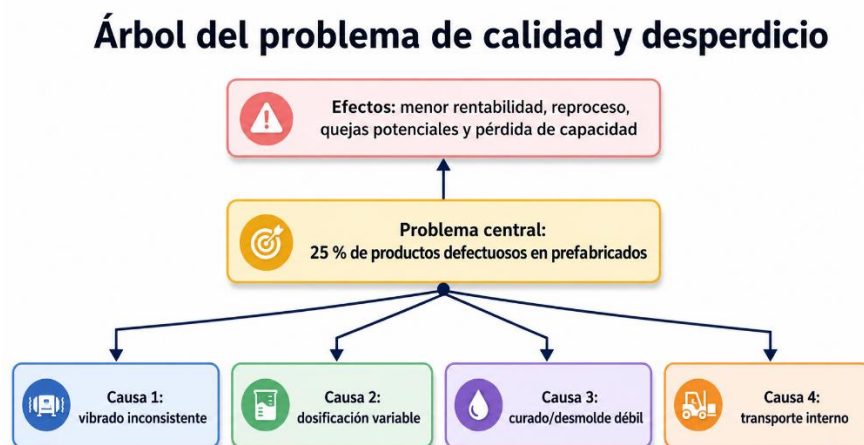 Árbol del problema de calidad y desperdicio
Efectos: menor rentabilidad, reproceso,
quejas potenciales y pérdida de capacidad
Problema central:
25 % de productos defectuosos en prefabricados
Causa 1:
vibrado inconsistente
Causa 2:
dosificación variable
Causa 3:
curado/desmolde débil
Causa 4:
transporte interno